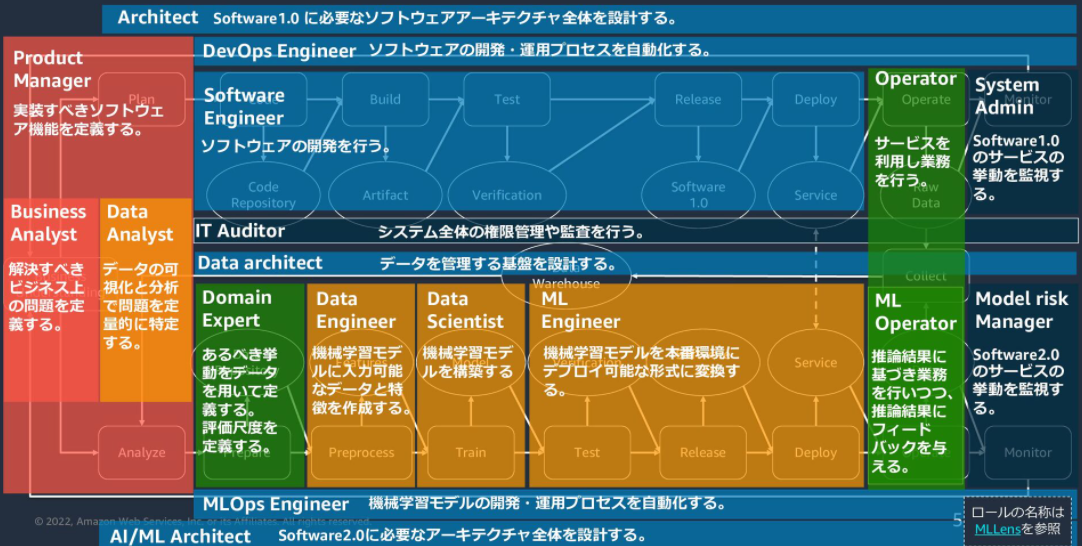 Architect Software1.0 に必要なソフトウェアアーキテクチャ全体を設計する。
DevOps Engineer ソフトウェアの開発・運用プロセスを自動化する。
Product
Manager
実装すべきソフトウェ
ア機能を定義する。
Plan
Software
Engineer
ソフトウェアの開発を行う。
Build
Test
Release
Deploy
Code
Repository
Artifact
Verification
Software
1.0
Service
Operator
Operate
サービスを
利用し業務
を行う。
Raw
Data
System
Admin
Monitor
Software1.0
のサービスの
挙動を監視す
る。
IT Auditor システム全体の権限管理や監査を行う。
Data architect データを管理する基盤を設計する。
Warehouse
Collect
Business
Analyst
解決すべき
ビジネス上
の問題を定
義する。
Data
Analyst
データの可
視化と分析
で問題を定
量的に特定
する。
Analyze
Domain
Expert
あるべき挙
動をデータ
を用いて定
義する。
評価尺度を
定義する。
Prepare
Data
Engineer
機械学習モデ
ルに入力可能
なデータと特
徴を作成する。
Features
Preprocess
Data
Scientist
機械学習モデ
ルを構築する
Model
Train
ML
Engineer
機械学習モデルを本番環境に
デプロイ可能な形式に変換す
る。
Verification
Service
Test
Release
Deploy
ML
Operator
推論結果に
基づき業務
を行いつつ、
推論結果に
フィード
バックを与
える。
Model risk
Manager
Software2.0
のサービスの
挙動を監視す
る。
Monitor
MLOps Engineer 機械学習モデルの開発・運用プロセスを自動化する。
© 2022, Amazon Web Services, Inc. or its Affiliates. All rights reserved.
5
ロールの名称は
MLLensを参照
AI/ML Architect Software2.0に必要なアーキテクチャ全体を設計する。